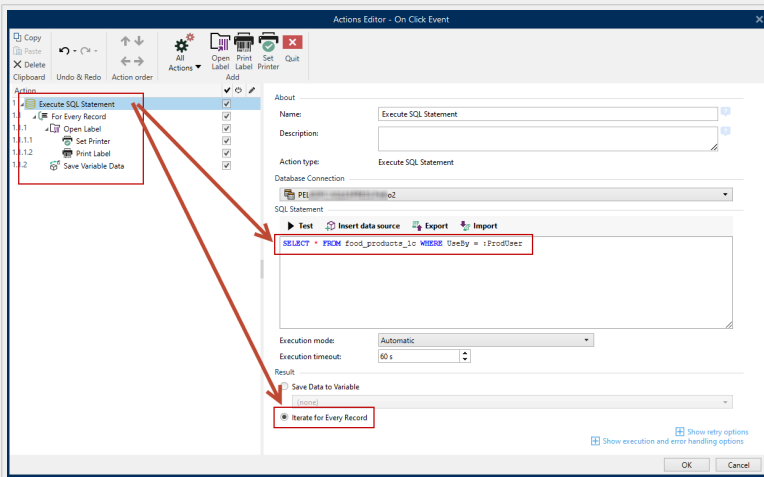 Actions Editor - On Click Event
Copy
Paste
Delete
Clipboard
Undo & Redo
Action order
All Actions
Open Label
Print Label
Set Printer
Quit
Add
Action
1 Execute SQL Statement
1.1 For Every Record
1.1.1 Open Label
1.1.1.1 Set Printer
1.1.1.2 Print Label
1.1.2 Save Variable Data
About
Name: Execute SQL Statement
Description:
Action type: Execute SQL Statement
Database Connection
SQL Statement
Test Insert data source Export Import
SELECT * FROM food_products_1c WHERE UseBy = :ProdUser
Execution mode: Automatic
Execution timeout: 60 s
Result
Save Data to Variable
(none)
Iterate for Every Record
Show retry options
Show execution and error handling options
OK Cancel